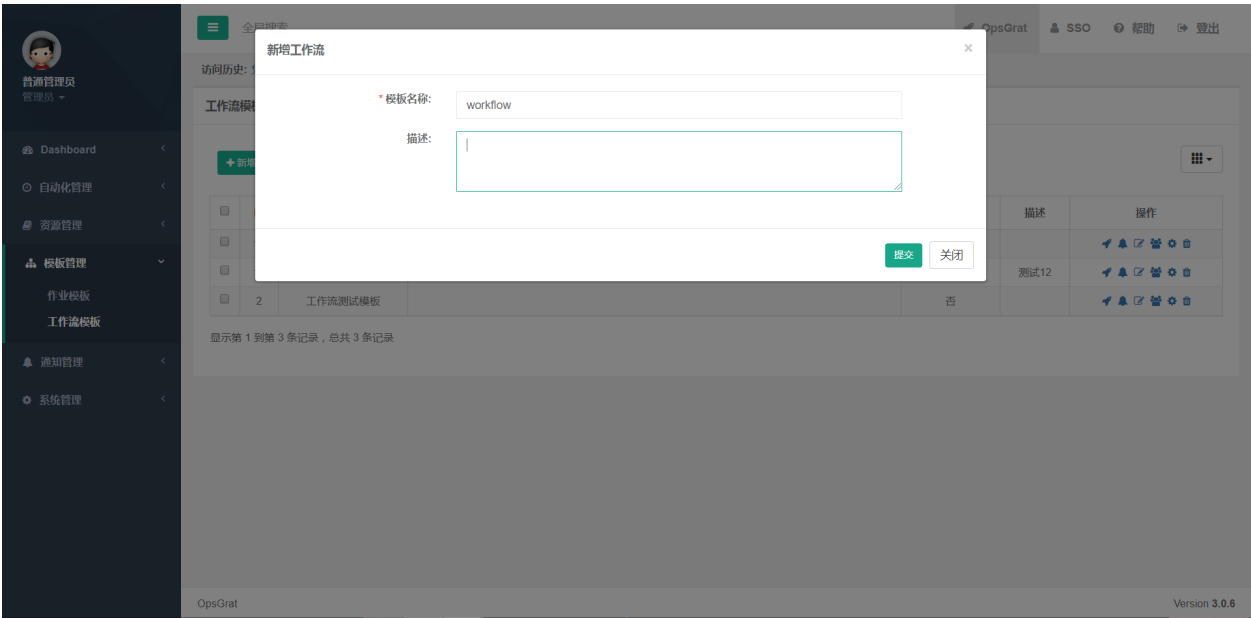 全局搜索
OpsGrat
SSO
帮助
登出
普通管理员
管理员
访问历史:
Dashboard
自动化管理
资源管理
模板管理
作业模板
工作流模板
通知管理
系统管理
新增工作流
×
* 模板名称:
workflow
描述:
提交
关闭
工作流模
新增
描述 操作
测试12
2 工作流测试模板 否
显示第 1 到第 3 条记录，总共 3 条记录
OpsGrat
Version 3.0.6